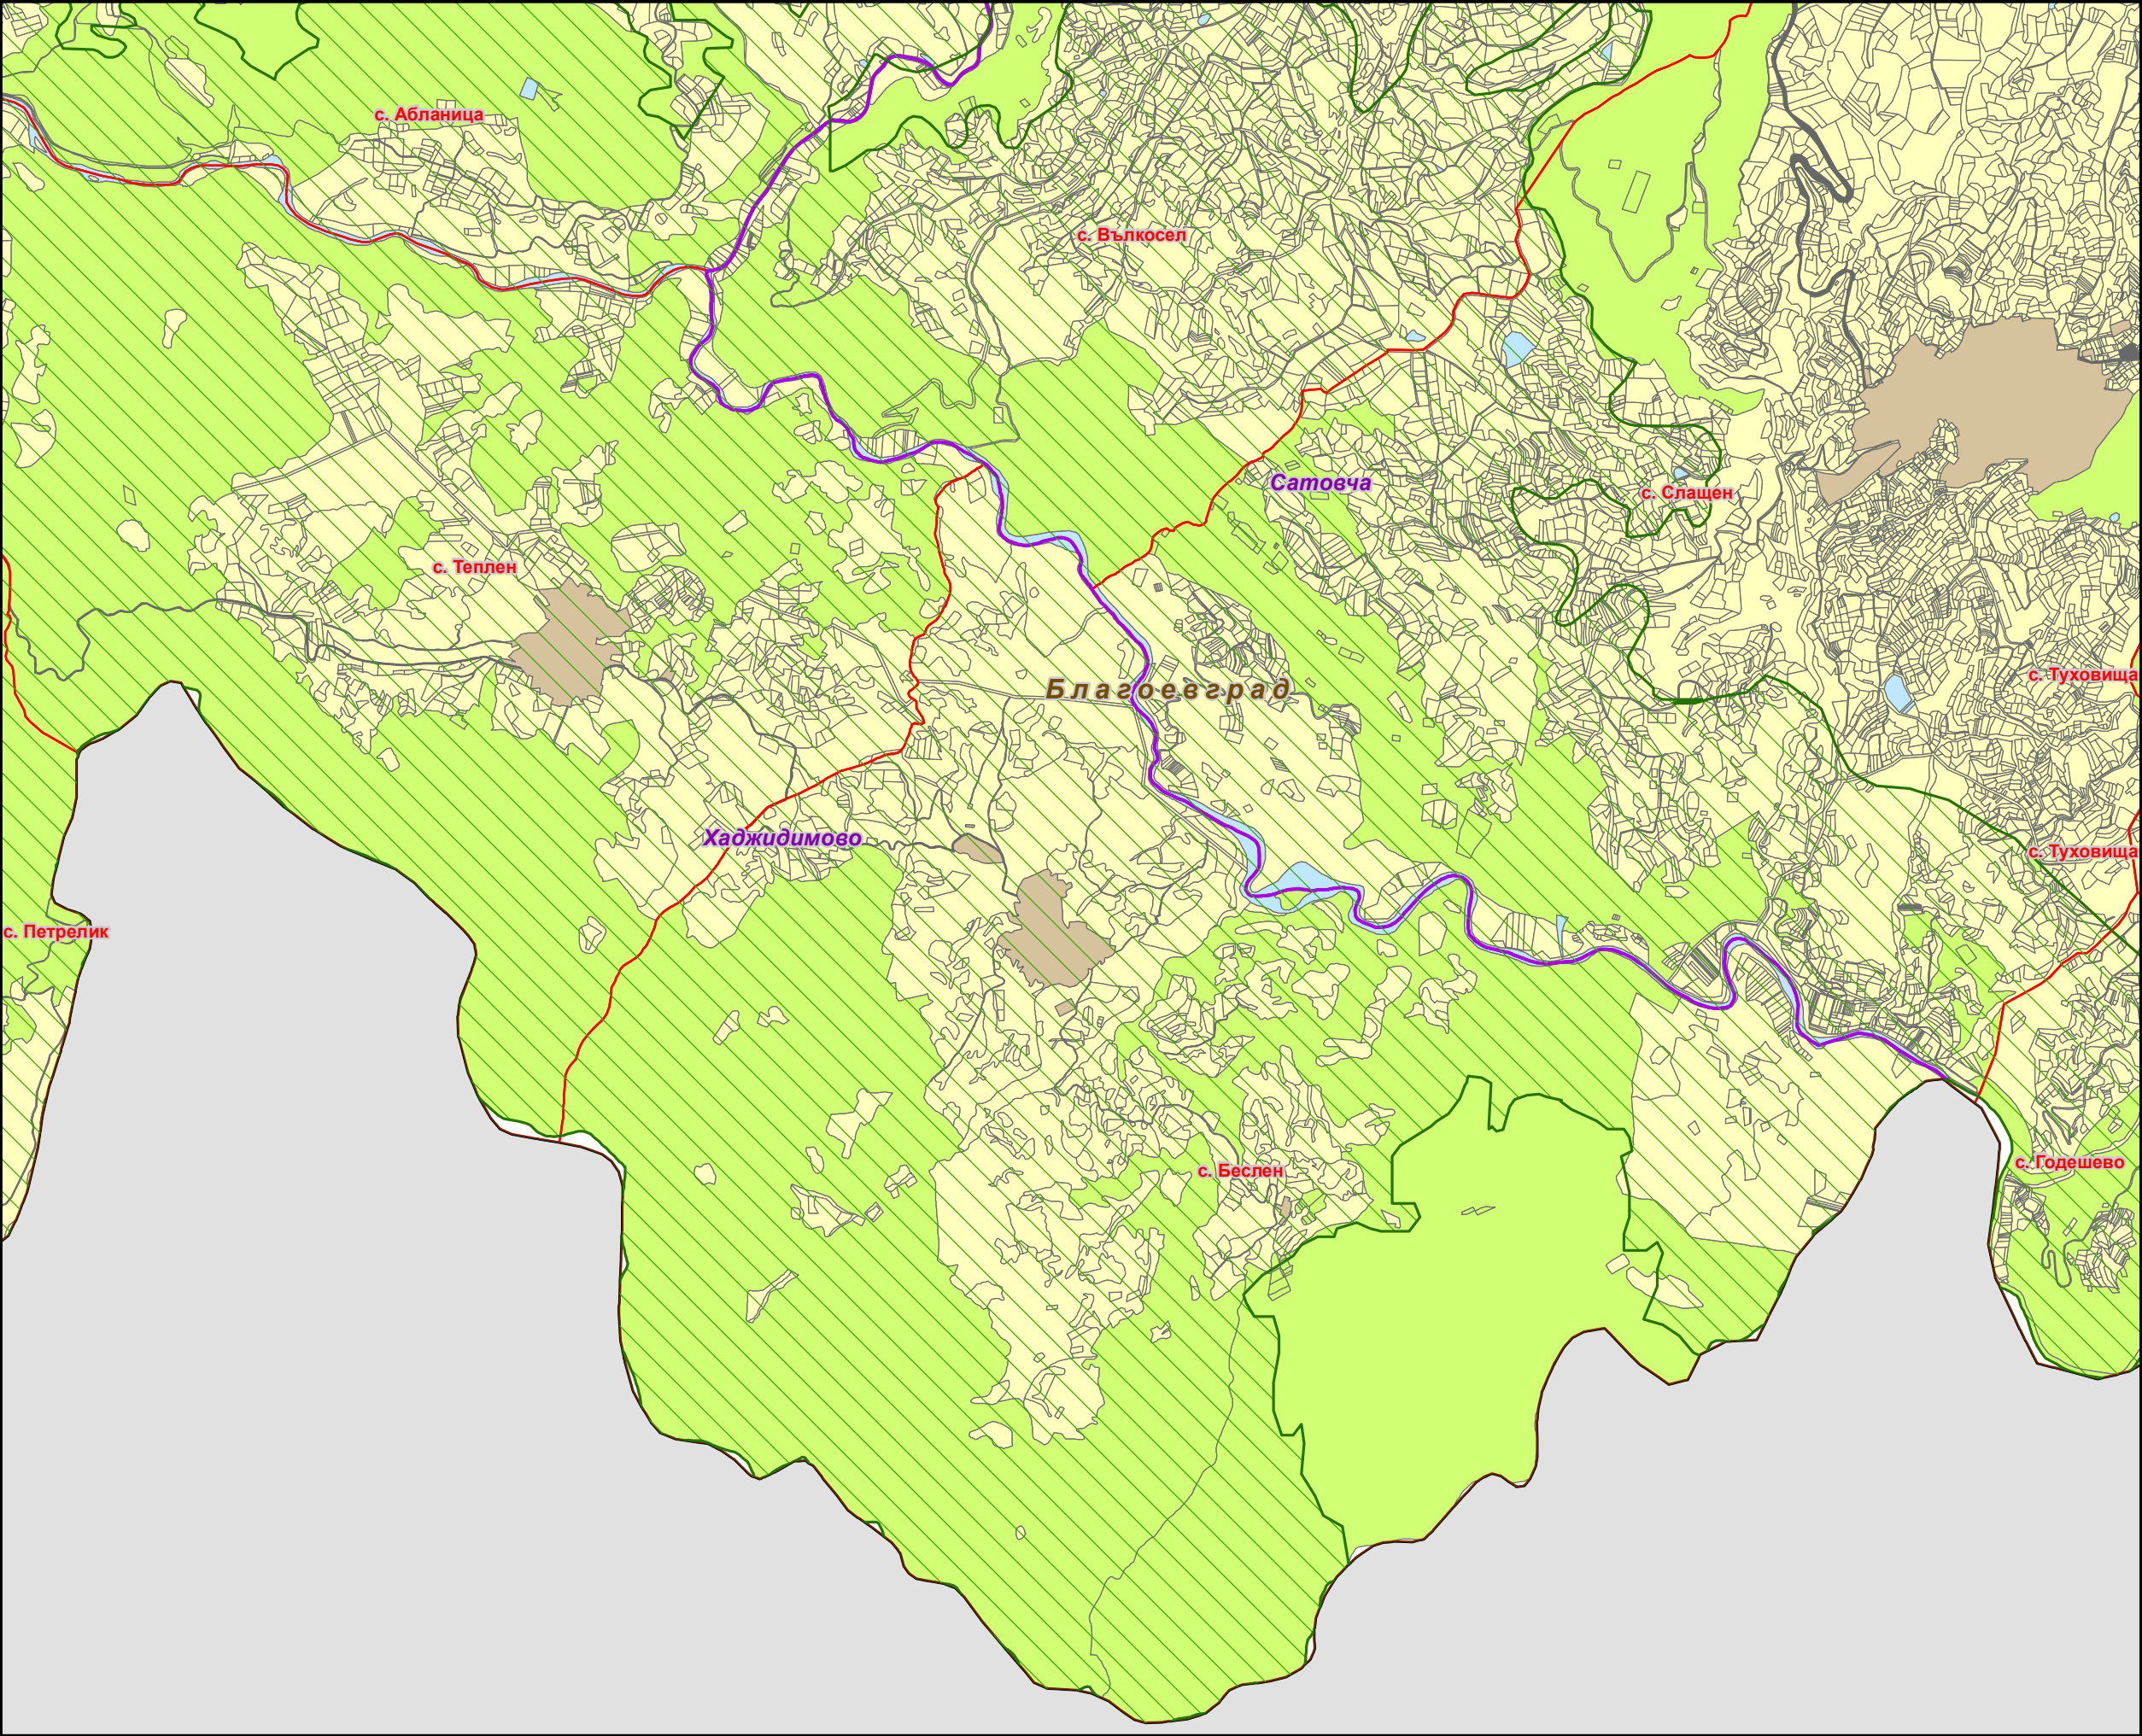 с. Абланица
с. Вълкосел
Сатовча
с. Слащен
с. Теплен
с. Туховища
Благоевград
Хаджидимово
с. Туховища
с. Петрелик
с. Годешево
с. Беслен